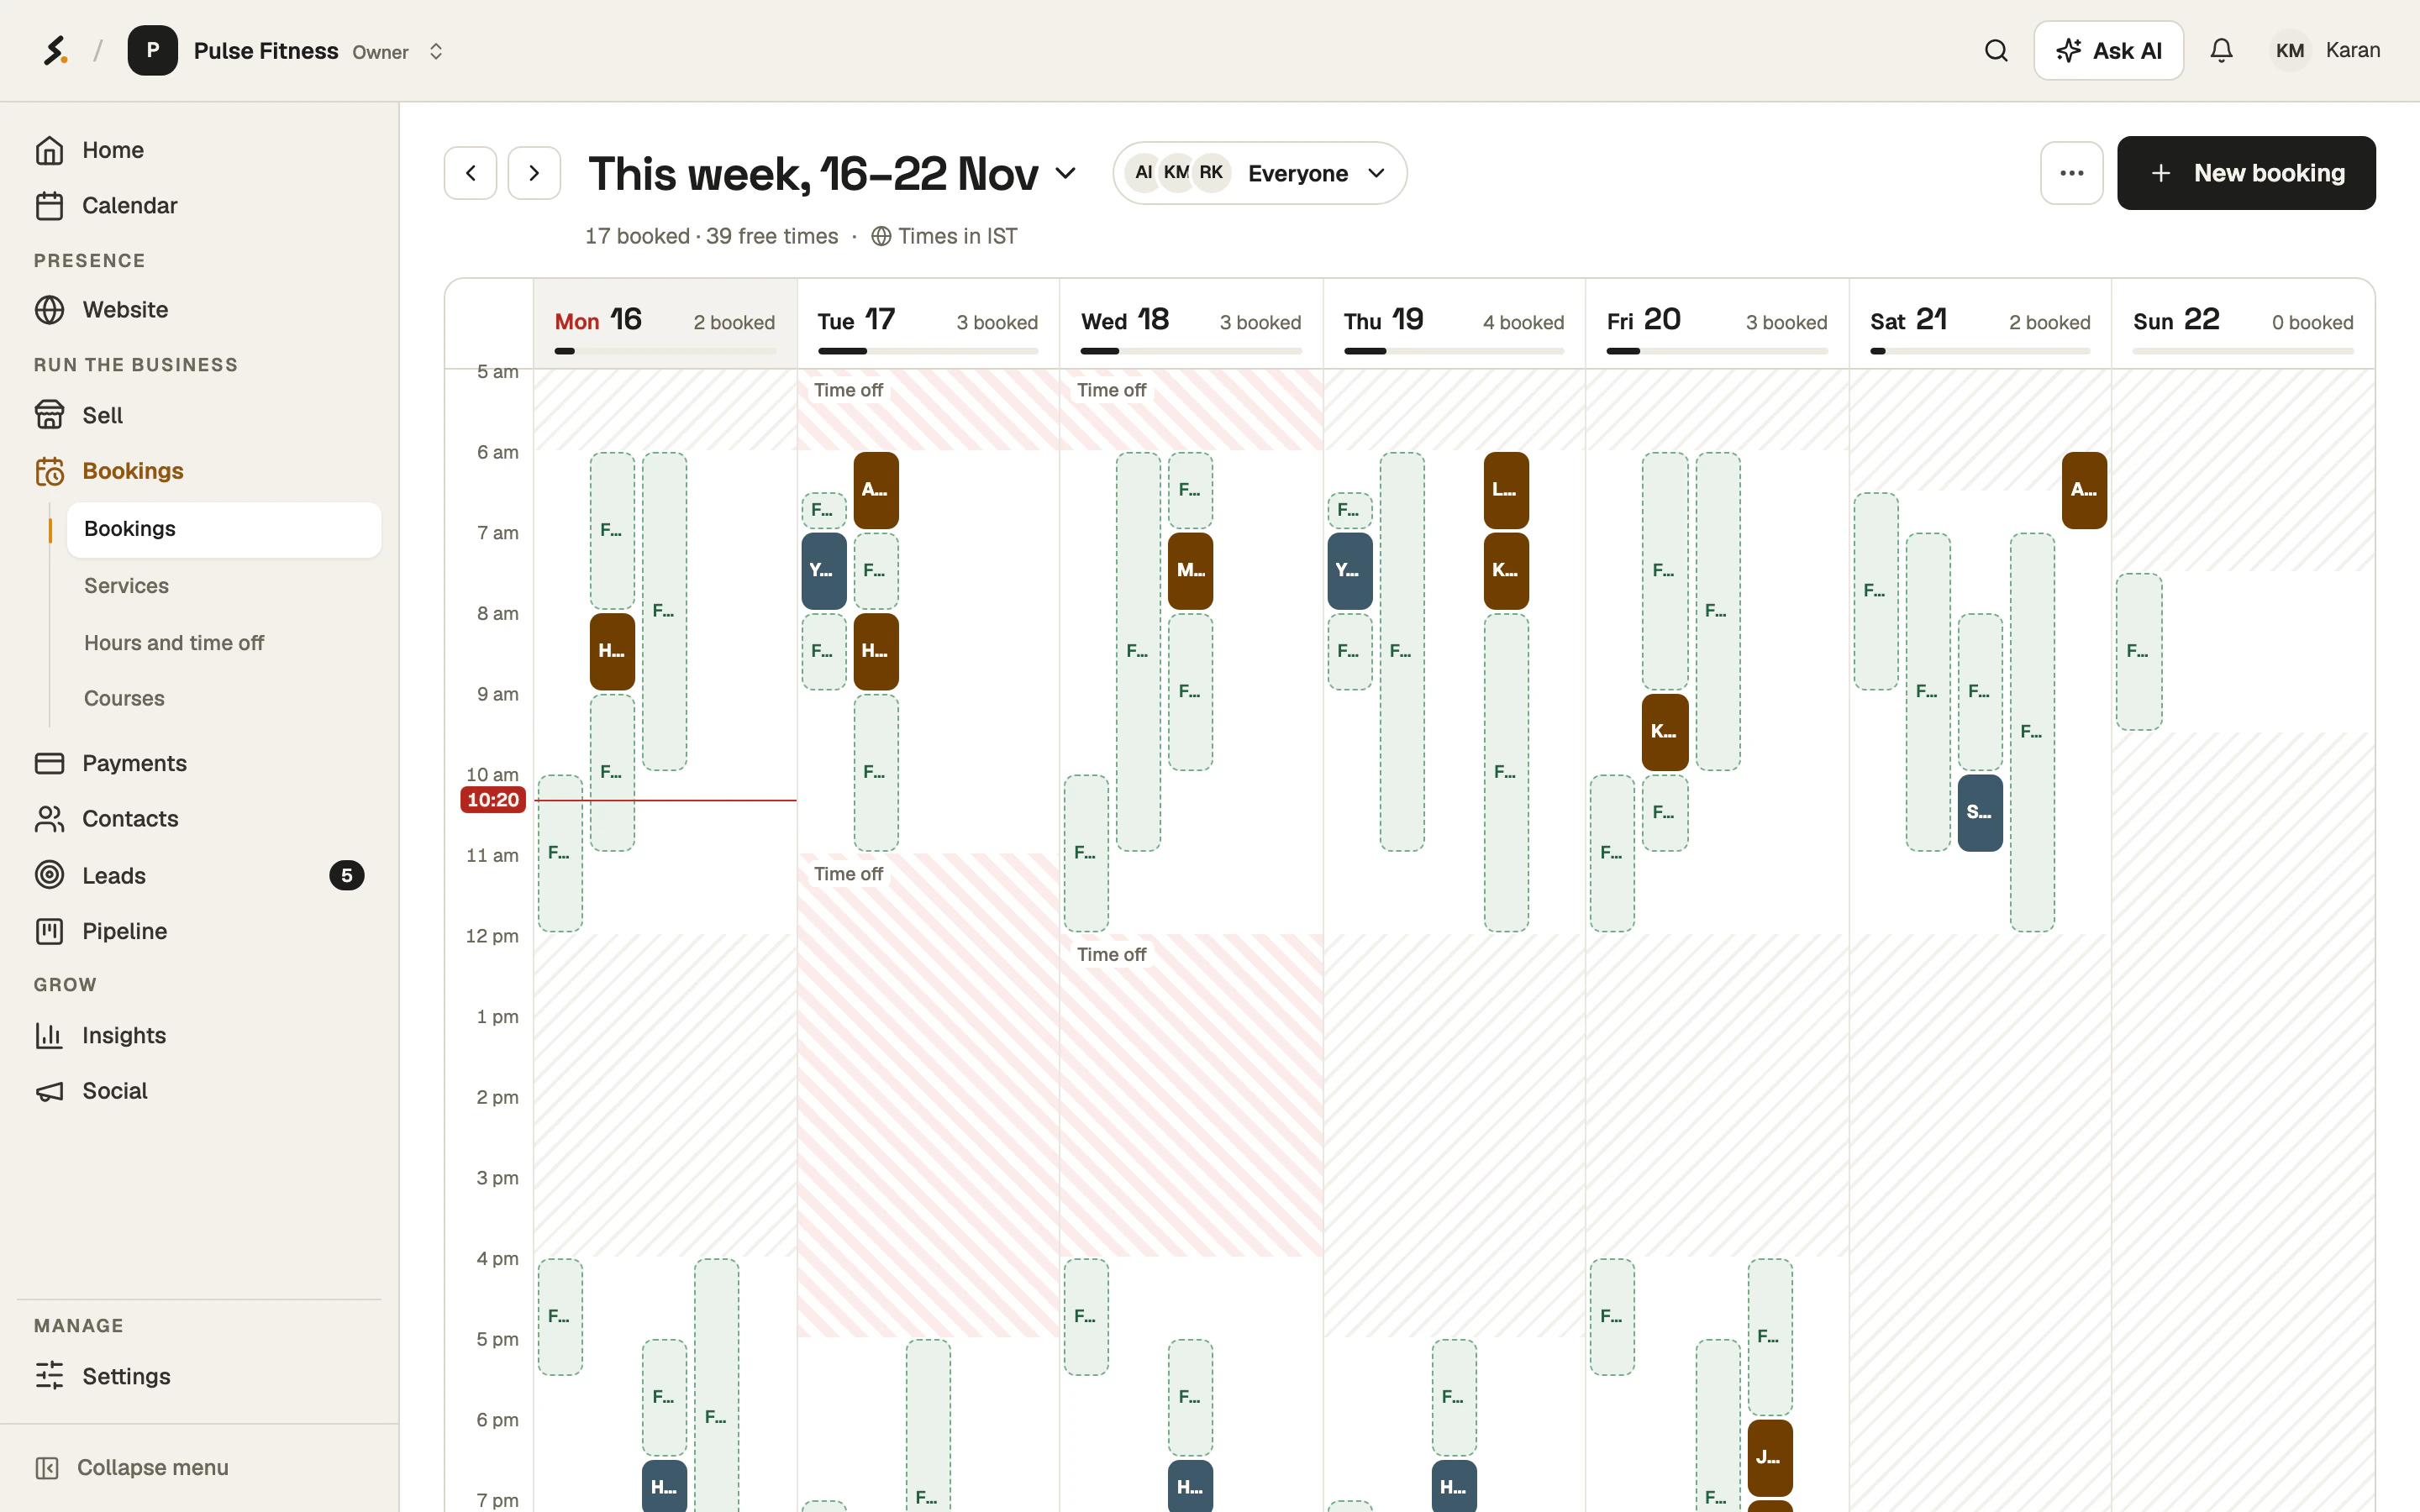 P Pulse Fitness Owner
Ask AI
KM Karan
Home
Calendar
PRESENCE
Website
RUN THE BUSINESS
Sell
Bookings
Bookings
Services
Hours and time off
Courses
Payments
Contacts
Leads 5
Pipeline
GROW
Insights
Social
MANAGE
Settings
Collapse menu
This week, 16–22 Nov
AI KM RK Everyone
New booking
17 booked · 39 free times · Times in IST
Mon 16 2 booked
Tue 17 3 booked
Wed 18 3 booked
Thu 19 4 booked
Fri 20 3 booked
Sat 21 2 booked
Sun 22 0 booked
5 am
6 am
7 am
8 am
9 am
10 am
10:20
11 am
12 pm
1 pm
2 pm
3 pm
4 pm
5 pm
6 pm
7 pm
F...
F...
H...
F...
F...
F...
F...
F...
H...
Time off
F...
A...
Y...
F...
F...
H...
F...
Time off
F...
Time off
F...
F...
M...
F...
F...
Time off
F...
F...
H...
F...
L...
Y...
K...
F...
F...
F...
F...
H...
F...
F...
K...
F...
F...
F...
F...
J...
F...
A...
F...
F...
F...
F...
S...
F...